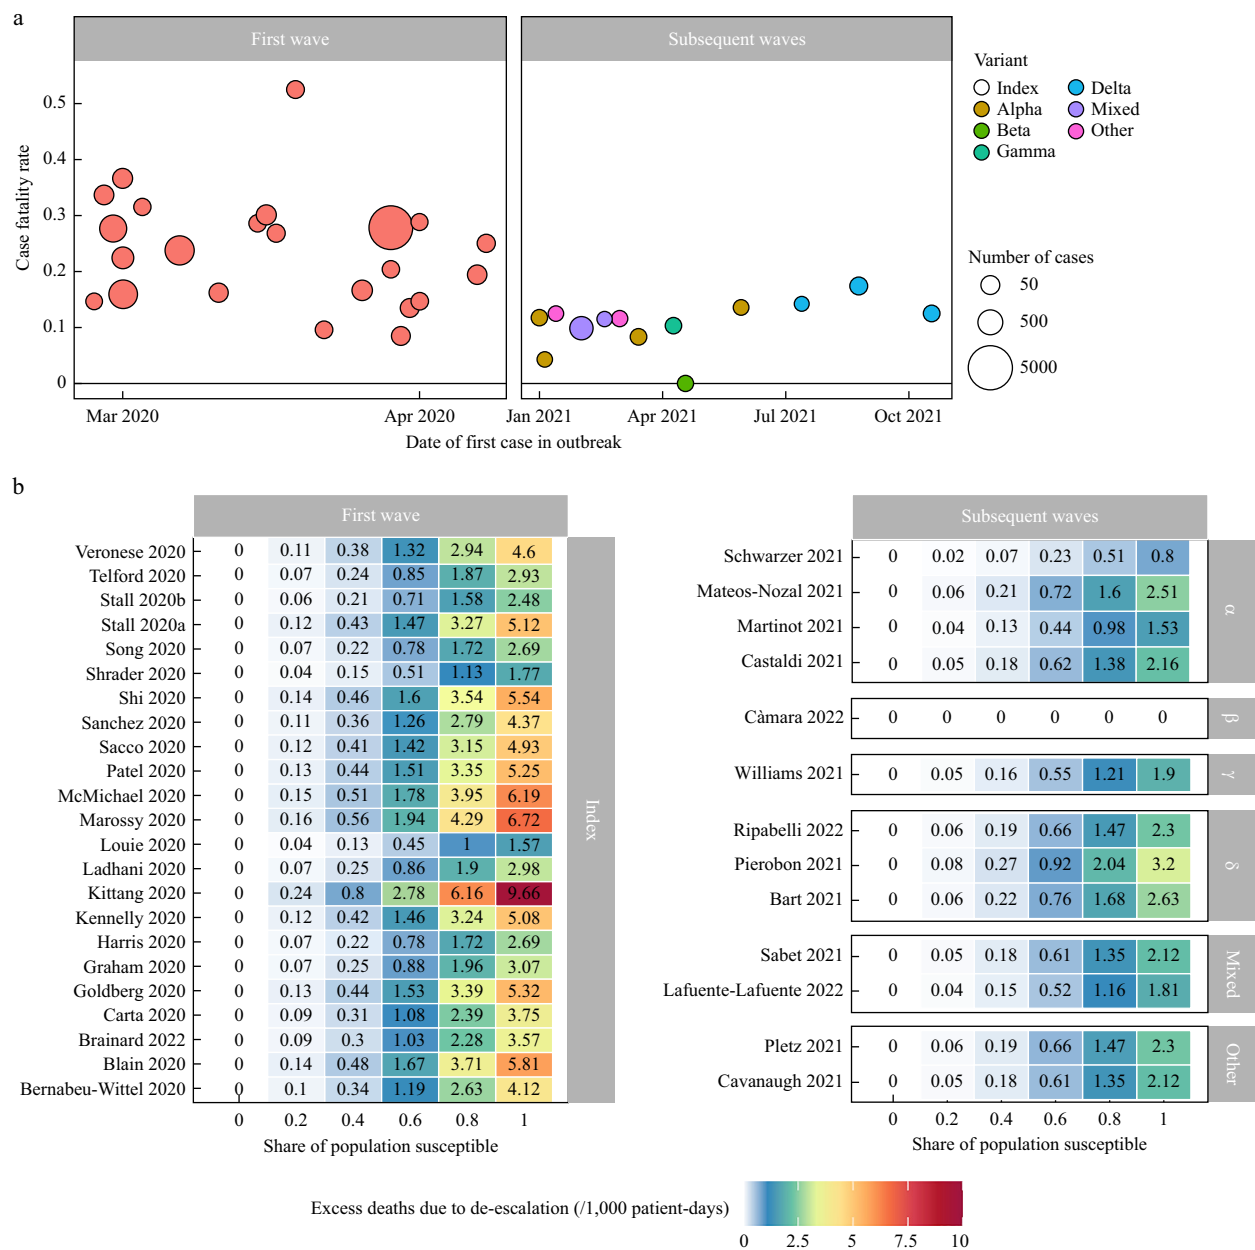 a
First wave
Subsequent waves
Case fatality rate
0.5
0.4
0.3
0.2
0.1
0
Mar 2020
Apr 2020
Jan 2021
Apr 2021
Jul 2021
Oct 2021
Date of first case in outbreak
Variant
Index
Alpha
Beta
Gamma
Delta
Mixed
Other
Number of cases
50
500
5000
b
First wave
Veronese 2020 0 0.11 0.38 1.32 2.94 4.6
Telford 2020 0 0.07 0.24 0.85 1.87 2.93
Stall 2020b 0 0.06 0.21 0.71 1.58 2.48
Stall 2020a 0 0.12 0.43 1.47 3.27 5.12
Song 2020 0 0.07 0.22 0.78 1.72 2.69
Shrader 2020 0 0.04 0.15 0.51 1.13 1.77
Shi 2020 0 0.14 0.46 1.6 3.54 5.54
Sanchez 2020 0 0.11 0.36 1.26 2.79 4.37
Sacco 2020 0 0.12 0.41 1.42 3.15 4.93
Patel 2020 0 0.13 0.44 1.51 3.35 5.25
McMichael 2020 0 0.15 0.51 1.78 3.95 6.19
Marossy 2020 0 0.16 0.56 1.94 4.29 6.72
Louie 2020 0 0.04 0.13 0.45 1 1.57
Ladhani 2020 0 0.07 0.25 0.86 1.9 2.98
Kittang 2020 0 0.24 0.8 2.78 6.16 9.66
Kennelly 2020 0 0.12 0.42 1.46 3.24 5.08
Harris 2020 0 0.07 0.22 0.78 1.72 2.69
Graham 2020 0 0.07 0.25 0.88 1.96 3.07
Goldberg 2020 0 0.13 0.44 1.53 3.39 5.32
Carta 2020 0 0.09 0.31 1.08 2.39 3.75
Brainard 2022 0 0.09 0.3 1.03 2.28 3.57
Blain 2020 0 0.14 0.48 1.67 3.71 5.81
Bernabeu-Wittel 2020 0 0.1 0.34 1.19 2.63 4.12
Index
0 0.2 0.4 0.6 0.8 1
Share of population susceptible
Subsequent waves
Schwarzer 2021 0 0.02 0.07 0.23 0.51 0.8
Mateos-Nozal 2021 0 0.06 0.21 0.72 1.6 2.51
Martinot 2021 0 0.04 0.13 0.44 0.98 1.53
Castaldi 2021 0 0.05 0.18 0.62 1.38 2.16
α
Càmara 2022 0 0 0 0 0 0
β
Williams 2021 0 0.05 0.16 0.55 1.21 1.9
γ
Ripabelli 2022 0 0.06 0.19 0.66 1.47 2.3
Pierobon 2021 0 0.08 0.27 0.92 2.04 3.2
Bart 2021 0 0.06 0.22 0.76 1.68 2.63
δ
Sabet 2021 0 0.05 0.18 0.61 1.35 2.12
Lafuente-Lafuente 2022 0 0.04 0.15 0.52 1.16 1.81
Mixed
Pletz 2021 0 0.06 0.19 0.66 1.47 2.3
Cavanaugh 2021 0 0.05 0.18 0.61 1.35 2.12
Other
0 0.2 0.4 0.6 0.8 1
Share of population susceptible
Excess deaths due to de-escalation (/1,000 patient-days)
0 2.5 5 7.5 10